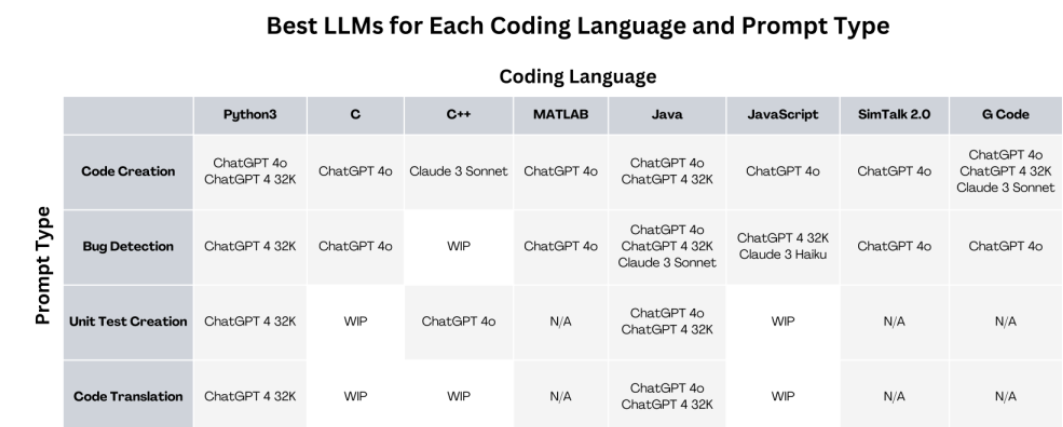 Best LLMs for Each Coding Language and Prompt Type
Coding Language
Python3 C C++ MATLAB Java JavaScript SimTalk 2.0 G Code
Prompt Type
Code Creation
ChatGPT 4o
ChatGPT 4 32K
ChatGPT 4o
Claude 3 Sonnet
ChatGPT 4o
ChatGPT 4o
ChatGPT 4 32K
ChatGPT 4o
ChatGPT 4o
ChatGPT 4o
ChatGPT 4 32K
Claude 3 Sonnet
Bug Detection
ChatGPT 4 32K
ChatGPT 4o
WIP
ChatGPT 4o
ChatGPT 4o
ChatGPT 4 32K
Claude 3 Sonnet
ChatGPT 4 32K
Claude 3 Haiku
ChatGPT 4o
ChatGPT 4o
Unit Test Creation
ChatGPT 4 32K
WIP
ChatGPT 4o
N/A
ChatGPT 4o
ChatGPT 4 32K
WIP
N/A
N/A
Code Translation
ChatGPT 4 32K
WIP
WIP
N/A
ChatGPT 4o
ChatGPT 4 32K
WIP
N/A
N/A